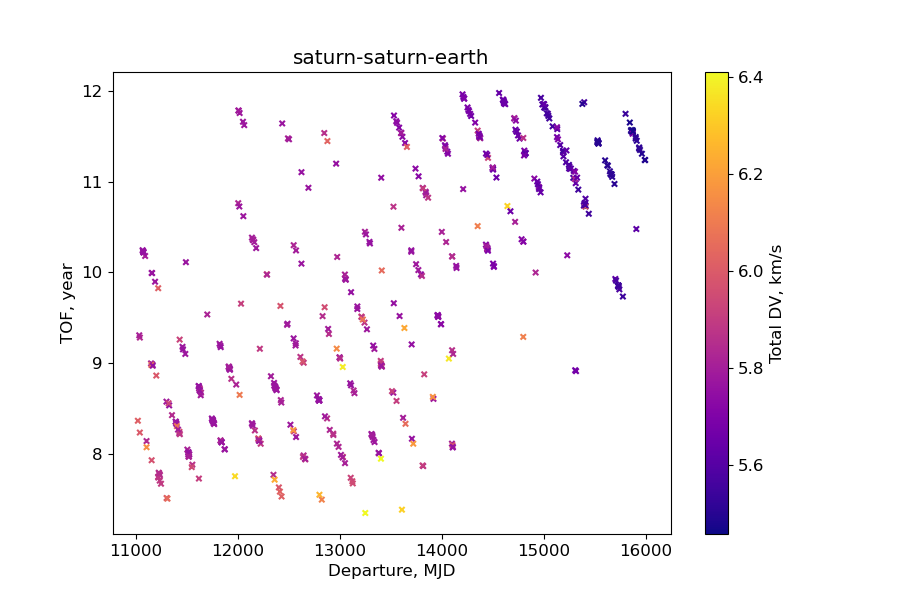 saturn-saturn-earth
12
11
10
9
8
TOF, year
11000 12000 13000 14000 15000 16000
Departure, MJD
6.4
6.2
6.0
5.8
5.6
Total DV, km/s